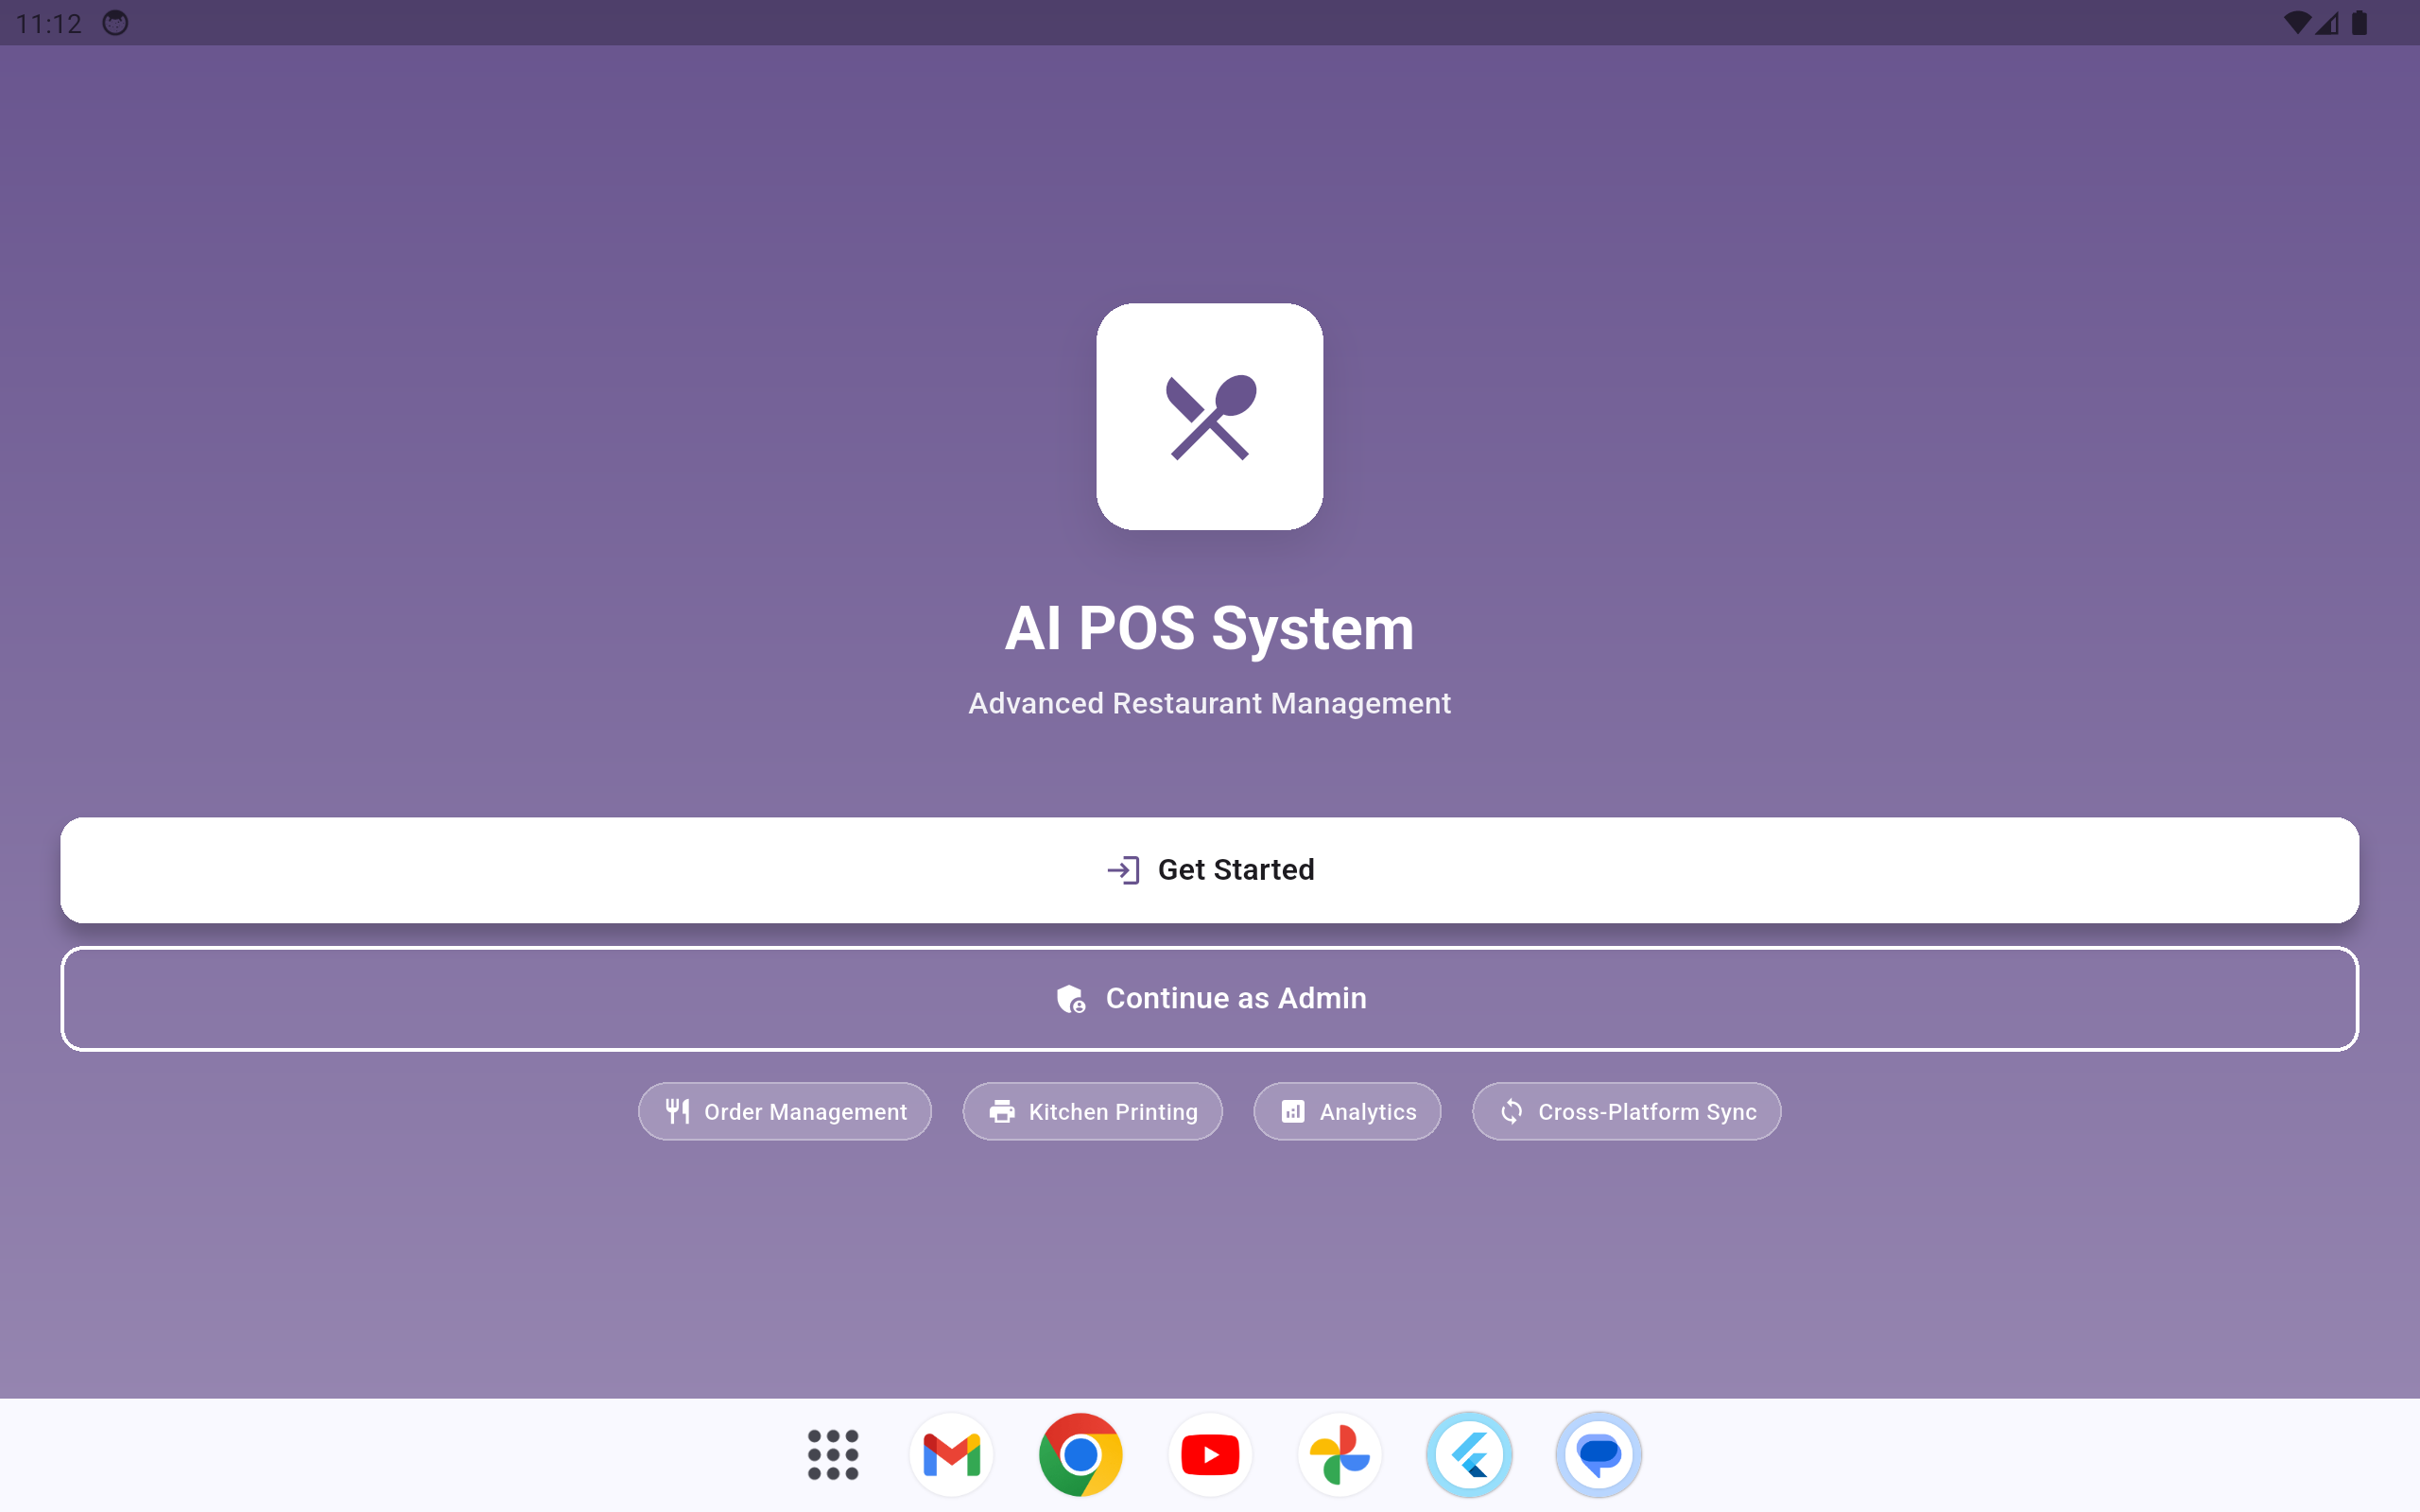 11:12
AI POS System
Advanced Restaurant Management
Get Started
Continue as Admin
Order Management
Kitchen Printing
Analytics
Cross-Platform Sync